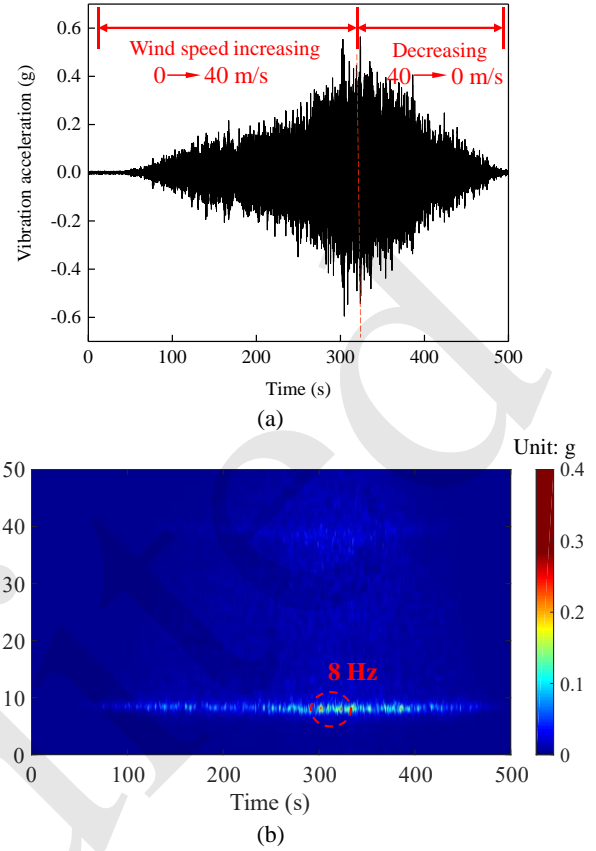 0.6
Wind speed increasing
Decreasing
0→40 m/s
40→0 m/s
0.4
0.2
0.0
-0.2
-0.4
-0.6
Vibration acceleration (g)
0 100 200 300 400 500
Time (s)
(a)
Unit: g
50
40
30
20
10
0
8 Hz
0.4
0.3
0.2
0.1
0
0 100 200 300 400 500
Time (s)
(b)